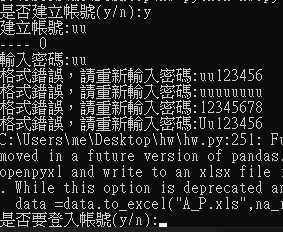 是否建立帳號(y/n):y
建立帳號:uu
---- 0
輸入密碼:uu
格式錯誤，請重新輸入密碼:uu123456
格式錯誤，請重新輸入密碼:uuuuuuuu
格式錯誤，請重新輸入密碼:12345678
格式錯誤，請重新輸入密碼:Uu123456
C:\Users\me\Desktop\hw\hw.py:251: Fu
moved in a future version of pandas.
openpyxl and write to an xlsx file i
. While this option is deprecated an
data =data.to_excel("A_P.xls",na_r
是否要登入帳號(y/n):